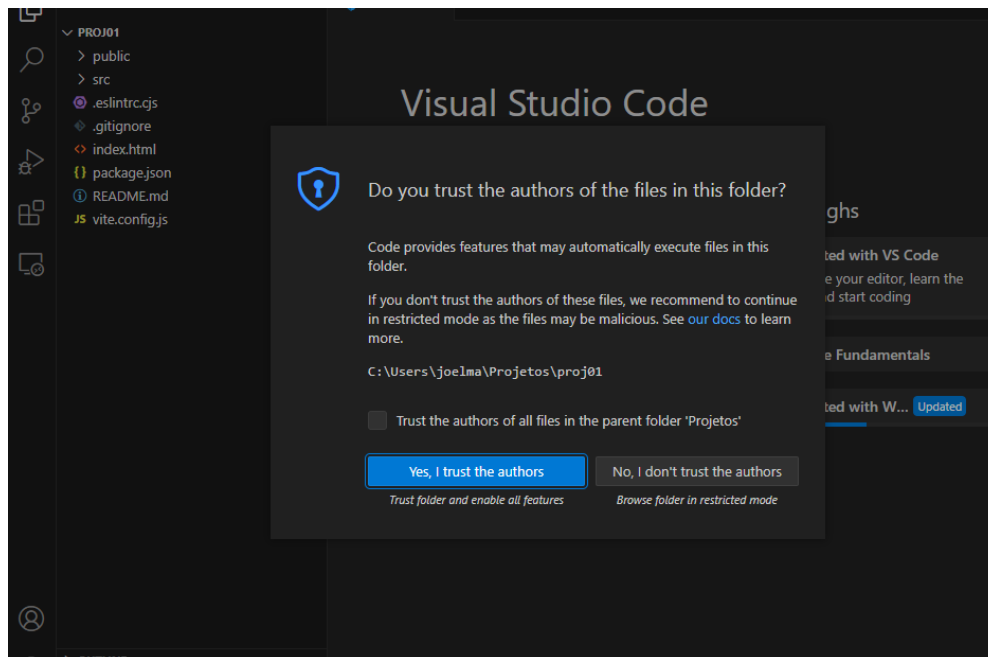 PROJ01
public
src
.eslintrc.cjs
.gitignore
index.html
{} package.json
README.md
JS vite.config.js
Visual Studio Code
Do you trust the authors of the files in this folder?
Code provides features that may automatically execute files in this
folder.
If you don't trust the authors of these files, we recommend to continue
in restricted mode as the files may be malicious. See our docs to learn
more.
C:\Users\joelma\Projetos\proj01
Trust the authors of all files in the parent folder 'Projetos'
Yes, I trust the authors
No, I don't trust the authors
Trust folder and enable all features
Browse folder in restricted mode
ghs
ted with VS Code
e your editor, learn the
d start coding
e Fundamentals
ted with W... Updated